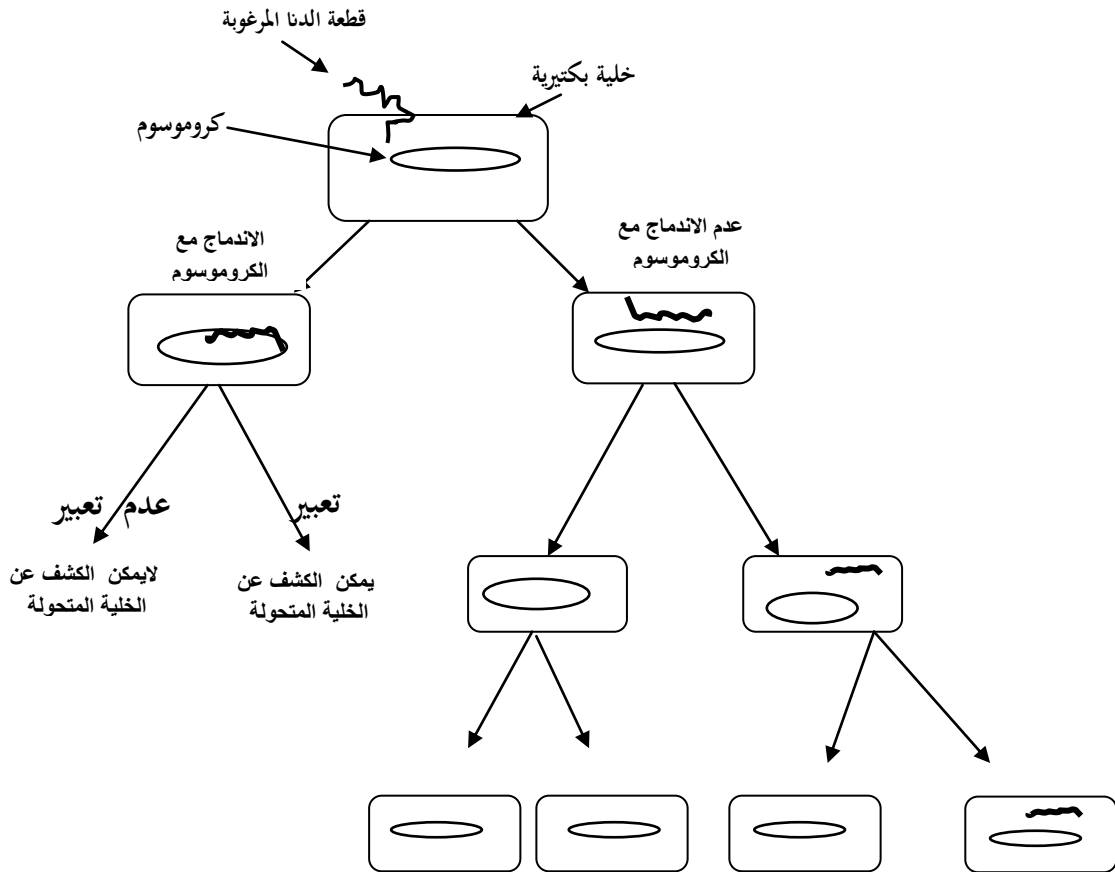 قطعة الدنا المرغوبة
خلية بكتيرية
كروموسوم
عدم الاندماج مع
الكروموسوم
الاندماج مع
الكروموسوم
تعبير
عدم تعبير
يمكن الكشف عن
الخلية المتحولة
لايمكن الكشف عن
الخلية المتحولة